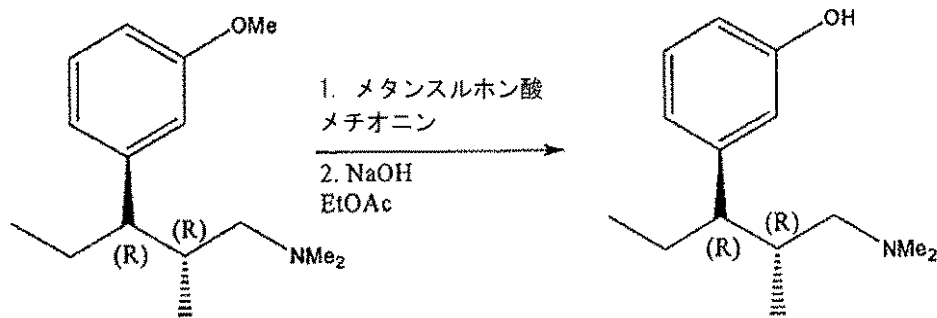 OMe
OH
1. メタンスルホン酸
メチオニン
2. NaOH
EtOAc
(R)
(R)
NMe2
(R)
(R)
NMe2